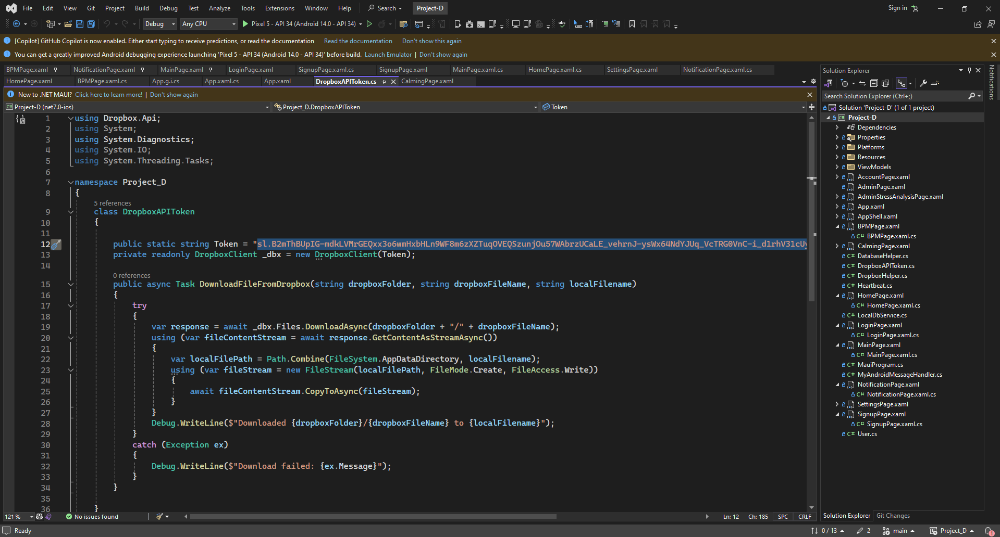 File Edit View Git Project Build Debug Test Analyze Tools Extensions Window Help Search Project-D Sign in
Debug Any CPU Pixel 5 - API 34 (Android 14.0 - API 34)
[Copilot] GitHub Copilot is now enabled. Either start typing to receive predictions, or read the documentation Read the documentation Don't show this again
You can get a greatly improved Android debugging experience launching 'Pixel 5 - API 34 (Android 14.0 - API 34)' before build. Launch Emulator | Don't show again
BPMPage.xaml NotificationPage.xaml MainPage.xaml LoginPage.xaml SignupPage.xaml.cs SignupPage.xaml MainPage.xaml.cs HomePage.xaml.cs SettingsPage.xaml NotificationPage.xaml.cs
HomePage.xaml BPMPage.xaml.cs App.g.i.cs App.xaml.cs App.xaml DropboxAPIToken.cs CalmingPage.xaml
New to .NET MAUI? Click here to learn more! | Don't show again
Project-D (net7.0-ios) Project_D.DropboxAPIToken Token
1 using Dropbox.Api;
2 using System;
3 using System.Diagnostics;
4 using System.IO;
5 using System.Threading.Tasks;
6
7 namespace Project_D
8 {
5 references
9 class DropboxAPIToken
10 {
11
12 public static string Token = "
13 private readonly DropboxClient _dbx = new DropboxClient(Token);
14
0 references
15 public async Task DownloadFileFromDropbox(string dropboxFolder, string dropboxFileName, string localFilename)
16 {
17 try
18 {
19 var response = await _dbx.Files.DownloadAsync(dropboxFolder + "/" + dropboxFileName);
20 using (var fileContentStream = await response.GetContentAsStreamAsync())
21 {
22 var localFilePath = Path.Combine(FileSystem.AppDataDirectory, localFilename);
23 using (var fileStream = new FileStream(localFilePath, FileMode.Create, FileAccess.Write))
24 {
25 await fileContentStream.CopyToAsync(fileStream);
26 }
27 }
28 Debug.WriteLine($"Downloaded {dropboxFolder}/{dropboxFileName} to {localFilename}");
29 }
30 catch (Exception ex)
31 {
32 Debug.WriteLine($"Download failed: {ex.Message}");
33 }
34 }
35
36 }
121 % No issues found Ln: 12 Ch: 185 SPC CRLF
Solution Explorer
Search Solution Explorer (Ctrl+;)
Solution 'Project-D' (1 of 1 project)
Project-D
Dependencies
Properties
Platforms
Resources
ViewModels
AccountPage.xaml
AdminPage.xaml
AdminStressAnalysisPage.xaml
App.xaml
AppShell.xaml
BPMPage.xaml
C# BPMPage.xaml.cs
CalmingPage.xaml
C# DatabaseHelper.cs
C# DropboxAPIToken.cs
C# DropboxHelper.cs
C# Heartbeat.cs
HomePage.xaml
C# HomePage.xaml.cs
C# LocalDbService.cs
LoginPage.xaml
C# LoginPage.xaml.cs
MainPage.xaml
C# MainPage.xaml.cs
C# MauiProgram.cs
C# MyAndroidMessageHandler.cs
NotificationPage.xaml
C# NotificationPage.xaml.cs
SettingsPage.xaml
SignupPage.xaml
C# SignupPage.xaml.cs
C# User.cs
Solution Explorer Git Changes
Notifications
Ready 0 / 13 2 main Project_D 1